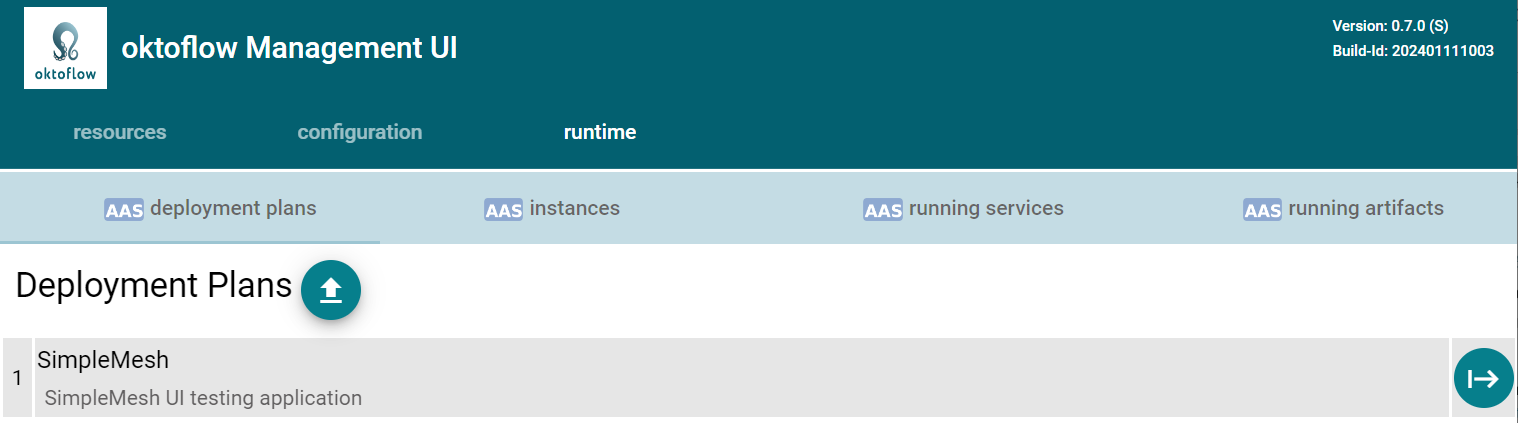 oktoflow
oktoflow Management UI
Version: 0.7.0 (S)
Build-Id: 202401111003
resources configuration runtime
AAS deployment plans AAS instances AAS running services AAS running artifacts
Deployment Plans
1 SimpleMesh
SimpleMesh UI testing application